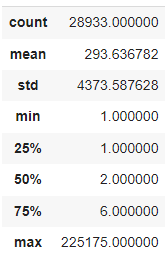 count 28933.000000
mean 293.636782
std 4373.587628
min 1.000000
25% 1.000000
50% 2.000000
75% 6.000000
max 225175.000000